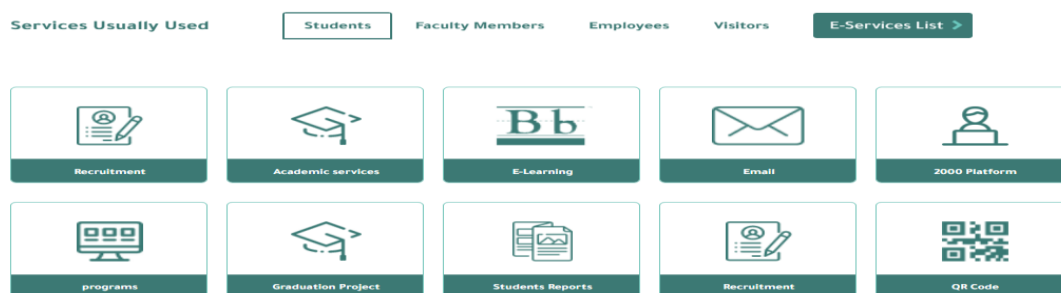 Services Usually Used
Students
Faculty Members
Employees
Visitors
E-Services List >
Bb
Recruitment
Academic services
E-Learning
Email
2000 Platform
programs
Graduation Project
Students Reports
Recruitment
QR Code